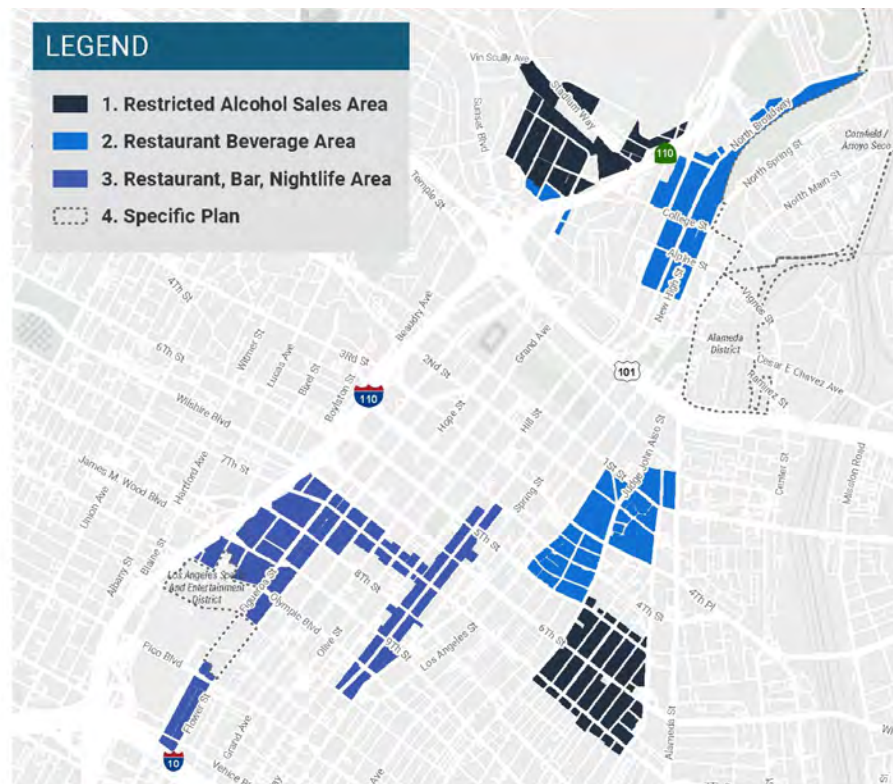 LEGEND
1. Restricted Alcohol Sales Area
2. Restaurant Beverage Area
3. Restaurant, Bar, Nightlife Area
4. Specific Plan
Vin Scully Ave
Stadium Way
Sunset Blvd
110
North Broadway
Cornfield /
Arroyo Seco
North Spring St
North Main St
Temple St
College St
Alpine St
New High St
Vignes St
4Th St
Beaudry Ave
Grand Ave
Alameda
District
6Th St
Witmer St
Lucas Ave
Bixel St
3Rd St
2Nd St
101
Cesar E Chavez Ave
Ramirez St
Boylston St
110
Wilshire Blvd
Hope St
Hill St
Judge John Aiso St
7Th St
Hartford Ave
1St St
Center St
Mission Road
James M. Wood Blvd
Union Ave
Spring St
5Th St
Albany St
Blaine St
Los Angeles Sp
And Entertainment
District
Figueroa St
8Th St
Olympic Blvd
4Th St
4Th Pl
6Th St
Olive St
9Th St
Los Angeles St
Pico Blvd
Flower St
Grand Ave
Alameda St
10
Venice
Ave